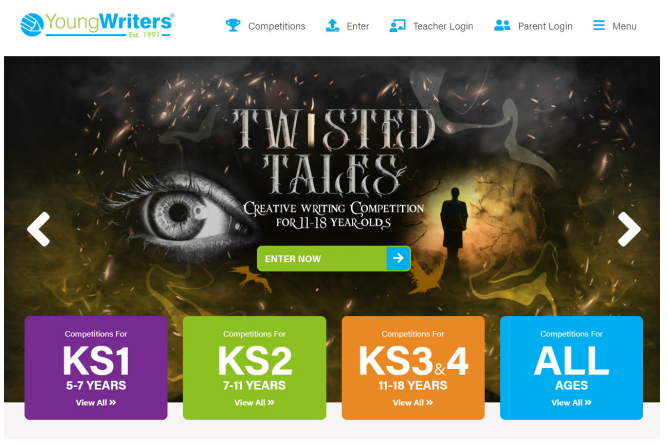 YoungWriters®
Est. 1991
Competitions
Enter
Teacher Login
Parent Login
Menu
TWISTED
TALES
CREATIVE WRITING COMPETITION
FOR 11-18 YEAR-OLDS
ENTER NOW
Competitions For
KS1
5-7 YEARS
View All »
Competitions For
KS2
7-11 YEARS
View All »
Competitions For
KS3&4
11-18 YEARS
View All »
Competitions For
ALL
AGES
View All »